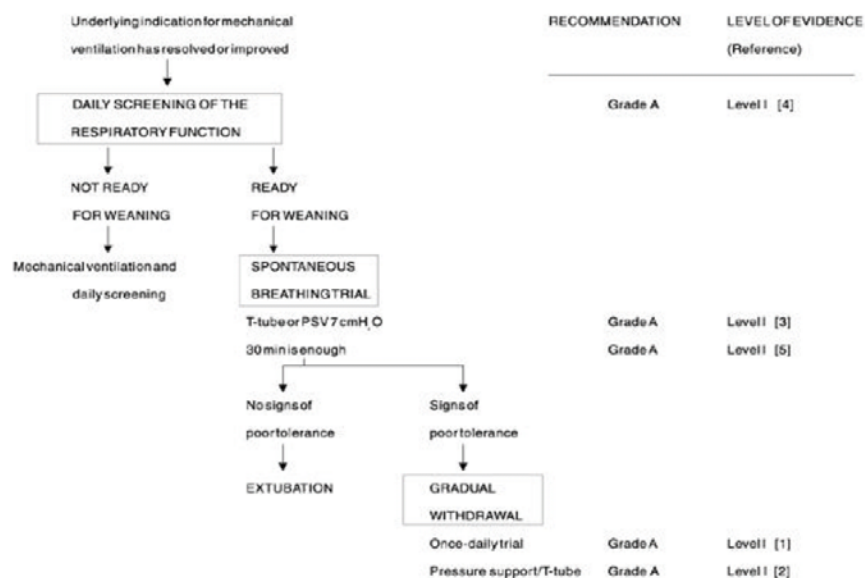 Underlying indication for mechanical
ventilation has resolved or improved
RECOMMENDATION
LEVEL OF EVIDENCE
(Reference)
DAILY SCREENING OF THE
RESPIRATORY FUNCTION
Grade A
Level I [4]
NOT READY
FOR WEANING
READY
FOR WEANING
Mechanical ventilation and
daily screening
SPONTANEOUS
BREATHING TRIAL
T-tube or PSV 7 cmH₂O
Grade A
Level I [3]
30 min is enough
Grade A
Level I [5]
No signs of
poor tolerance
Signs of
poor tolerance
EXTUBATION
GRADUAL
WITHDRAWAL
Once-daily trial
Grade A
Level I [1]
Pressure support/T-tube
Grade A
Level I [2]